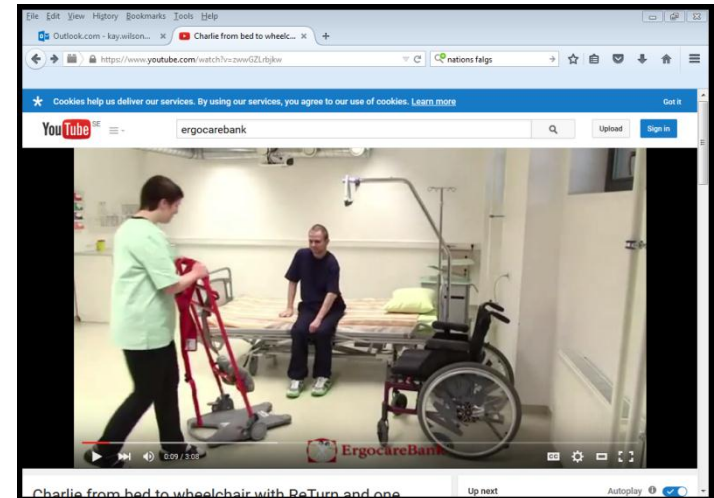 File Edit View History Bookmarks Tools Help
Outlook.com - kay.wilson... × Charlie from bed to wheelc... × +
https://www.youtube.com/watch?v=zwwGZLrbjkw nations falgs
Cookies help us deliver our services. By using our services, you agree to our use of cookies. Learn more Got it
YouTube SE ergocarebank Upload Sign in
ErgocareBank
0:09 / 3:08 CC
Charlie from bed to wheelchair with ReTurn and one
Up next Autoplay